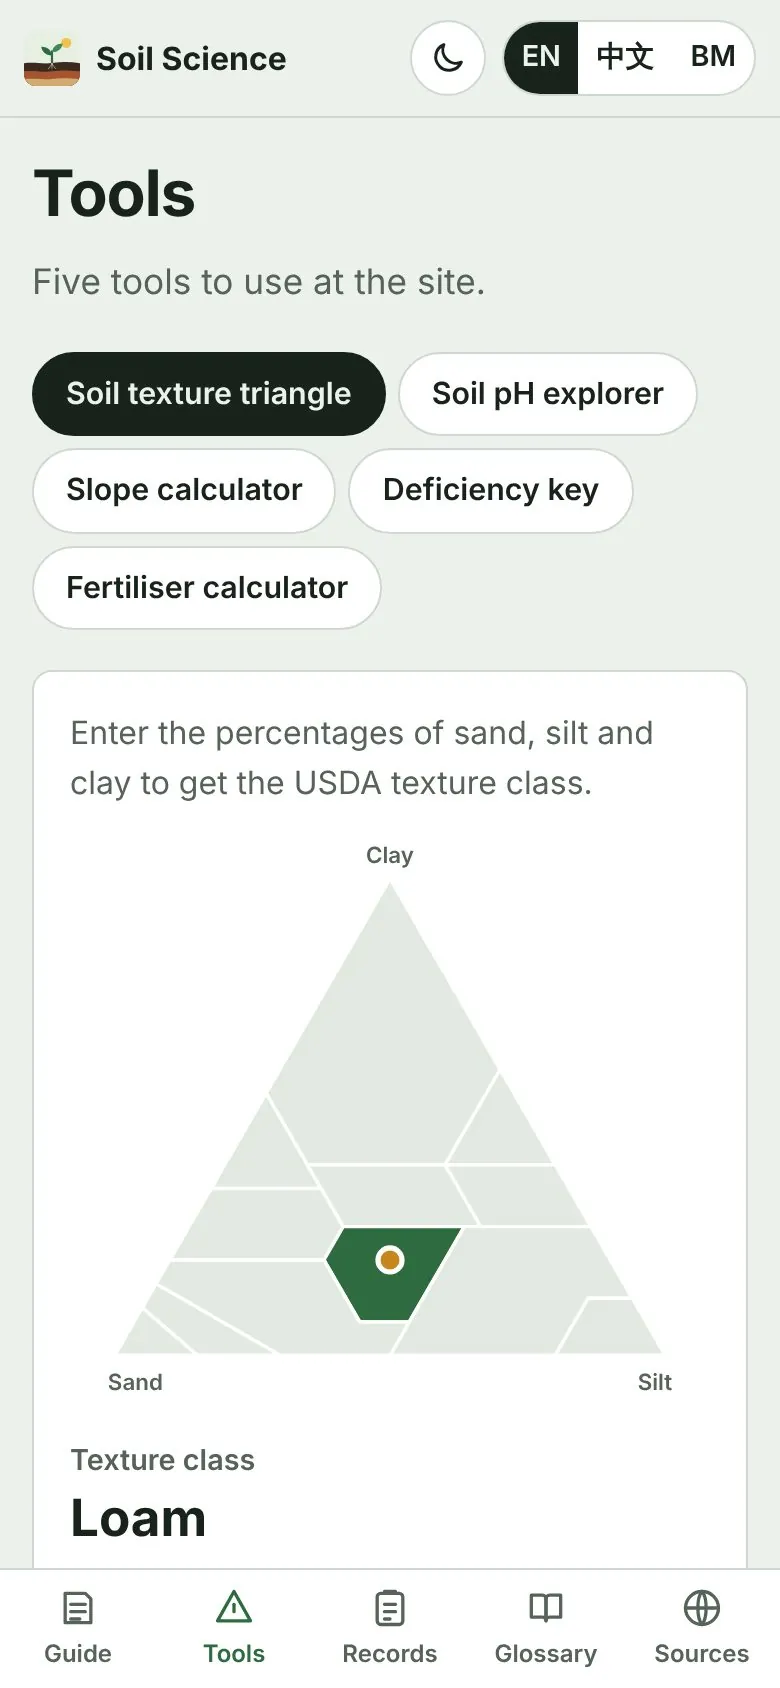 Soil Science
EN 中文 BM
Tools
Five tools to use at the site.
Soil texture triangle
Soil pH explorer
Slope calculator
Deficiency key
Fertiliser calculator
Enter the percentages of sand, silt and
clay to get the USDA texture class.
Clay
Sand
Silt
Texture class
Loam
Guide
Tools
Records
Glossary
Sources